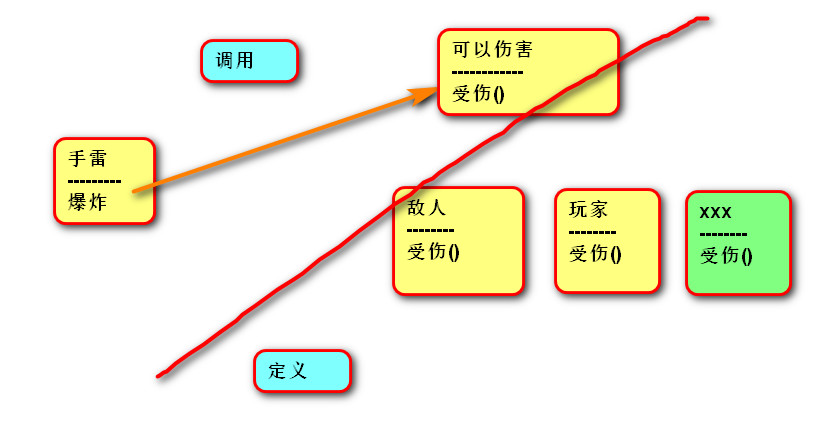 调用
可以伤害
------------
受伤()
手雷
---------
爆炸
敌人
--------
受伤()
玩家
--------
受伤()
xxx
--------
受伤()
定义